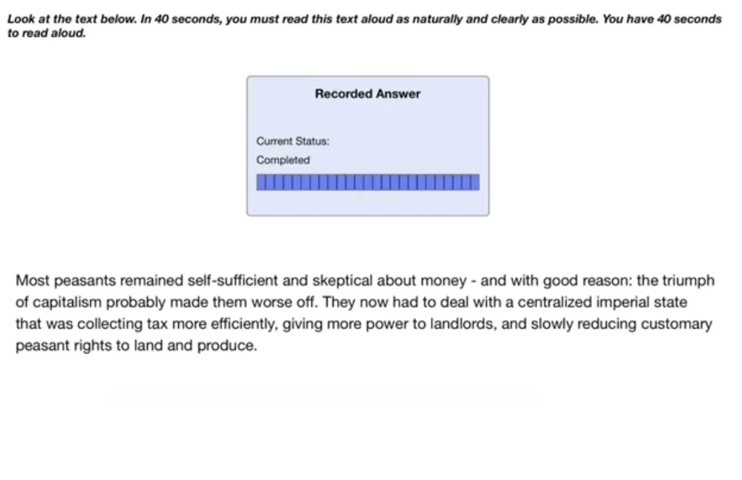 Look at the text below. In 40 seconds, you must read this text aloud as naturally and clearly as possible. You have 40 seconds
to read aloud.
Recorded Answer
Current Status:
Completed
Most peasants remained self-sufficient and skeptical about money - and with good reason: the triumph
of capitalism probably made them worse off. They now had to deal with a centralized imperial state
that was collecting tax more efficiently, giving more power to landlords, and slowly reducing customary
peasant rights to land and produce.